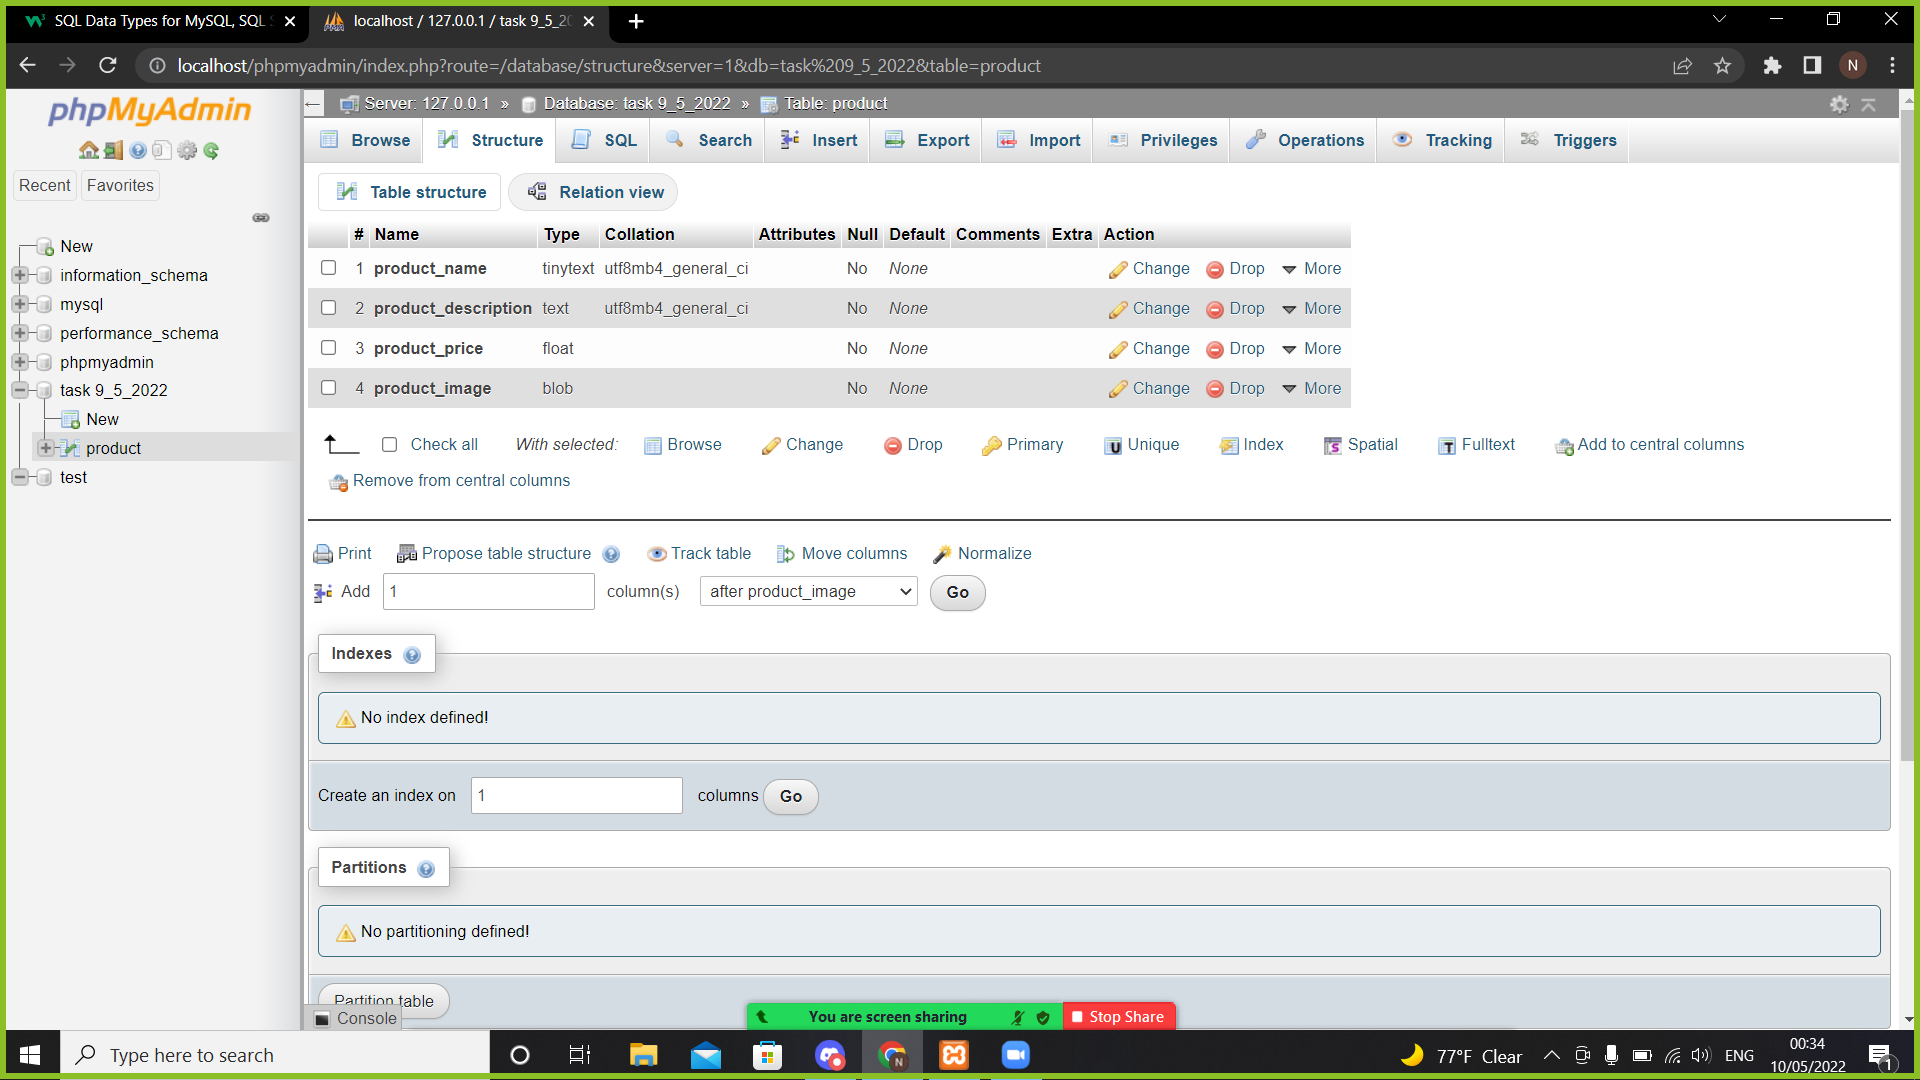 SQL Data Types for MySQL, SQL S
localhost / 127.0.0.1 / task 9_5_20
localhost/phpmyadmin/index.php?route=/database/structure&server=1&db=task%209_5_2022&table=product
N
phpMyAdmin
Recent
Favorites
New
information_schema
mysql
performance_schema
phpmyadmin
task 9_5_2022
New
product
test
Server: 127.0.0.1 » Database: task 9_5_2022 » Table: product
Browse Structure SQL Search Insert Export Import Privileges Operations Tracking Triggers
Table structure Relation view
# Name Type Collation Attributes Null Default Comments Extra Action
1 product_name tinytext utf8mb4_general_ci No None Change Drop More
2 product_description text utf8mb4_general_ci No None Change Drop More
3 product_price float No None Change Drop More
4 product_image blob No None Change Drop More
Check all With selected: Browse Change Drop Primary Unique Index Spatial Fulltext Add to central columns
Remove from central columns
Print Propose table structure Track table Move columns Normalize
Add 1 column(s) after product_image Go
Indexes
No index defined!
Create an index on 1 columns Go
Partitions
No partitioning defined!
Partition table
Console
You are screen sharing Stop Share
Type here to search
77°F Clear
ENG
00:34
10/05/2022
1